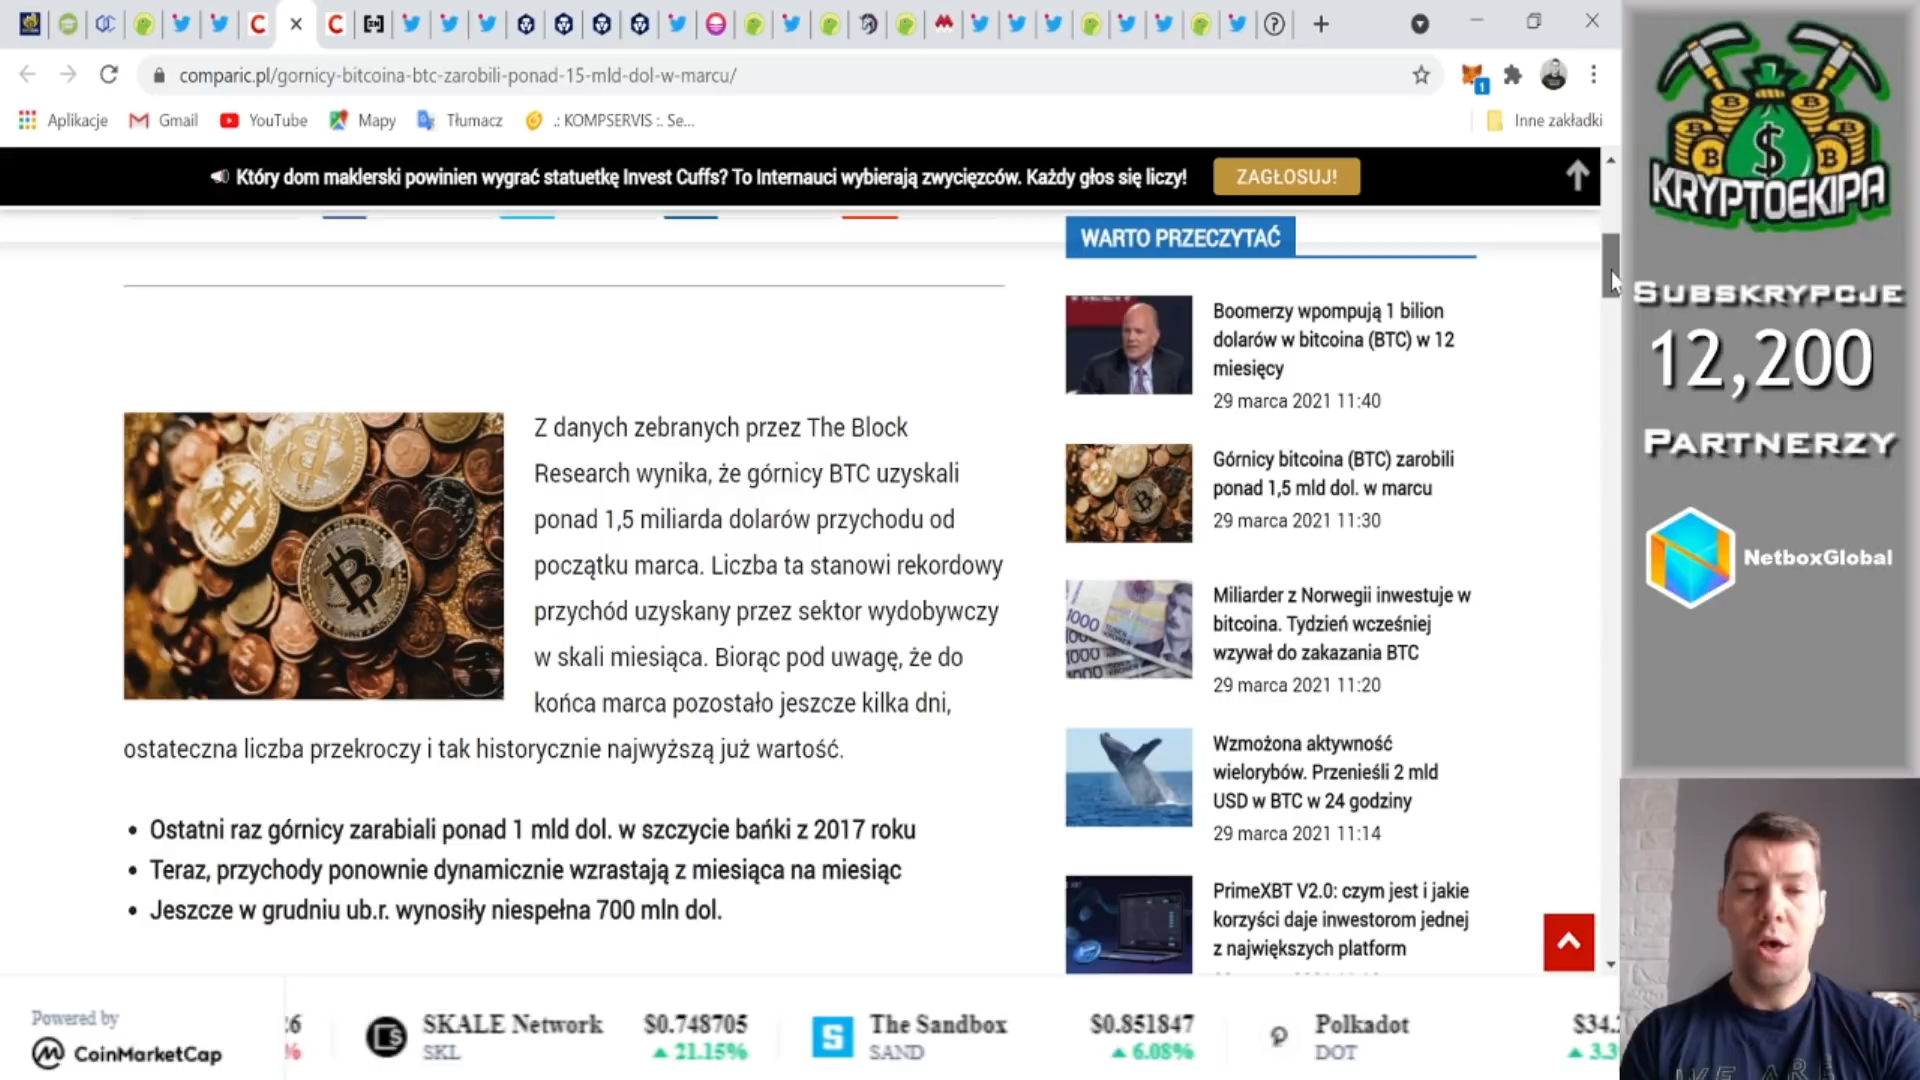 comparic.pl/gornicy-bitcoina-btc-zarobili-ponad-15-mld-dol-w-marcu/
1
Aplikacje
Gmail
YouTube
Mapy
Tłumacz
.: KOMPSERVIS :. Se...
Inne zakładki
Który dom maklerski powinien wygrać statuetkę Invest Cuffs? To Internauci wybierają zwycięzców. Każdy głos się liczy!
ZAGŁOSUJ!
Z danych zebranych przez The Block
Research wynika, że górnicy BTC uzyskali
ponad 1,5 miliarda dolarów przychodu od
początku marca. Liczba ta stanowi rekordowy
przychód uzyskany przez sektor wydobywczy
w skali miesiąca. Biorąc pod uwagę, że do
końca marca pozostało jeszcze kilka dni,
ostateczna liczba przekroczy i tak historycznie najwyższą już wartość.
• Ostatni raz górnicy zarabiali ponad 1 mld dol. w szczycie bańki z 2017 roku
• Teraz, przychody ponownie dynamicznie wzrastają z miesiąca na miesiąc
• Jeszcze w grudniu ub.r. wynosiły niespełna 700 mln dol.
WARTO PRZECZYTAĆ
Boomerzy wpompują 1 bilion
dolarów w bitcoina (BTC) w 12
miesięcy
29 marca 2021 11:40
Górnicy bitcoina (BTC) zarobili
ponad 1,5 mld dol. w marcu
29 marca 2021 11:30
Miliarder z Norwegii inwestuje w
bitcoina. Tydzień wcześniej
wzywał do zakazania BTC
29 marca 2021 11:20
Wzmożona aktywność
wielorybów. Przenieśli 2 mld
USD w BTC w 24 godziny
29 marca 2021 11:14
PrimeXBT V2.0: czym jest i jakie
korzyści daje inwestorom jednej
z największych platform
Powered by
CoinMarketCap
SKALE Network
SKL
$0.748705
▲ 21.15%
The Sandbox
SAND
$0.851847
▲ 6.08%
Polkadot
DOT
$34.
▲ 3.3
KRYPTOEKIPA
SUBSKRYPCJE
12,200
PARTNERZY
NetboxGlobal
WE ARE